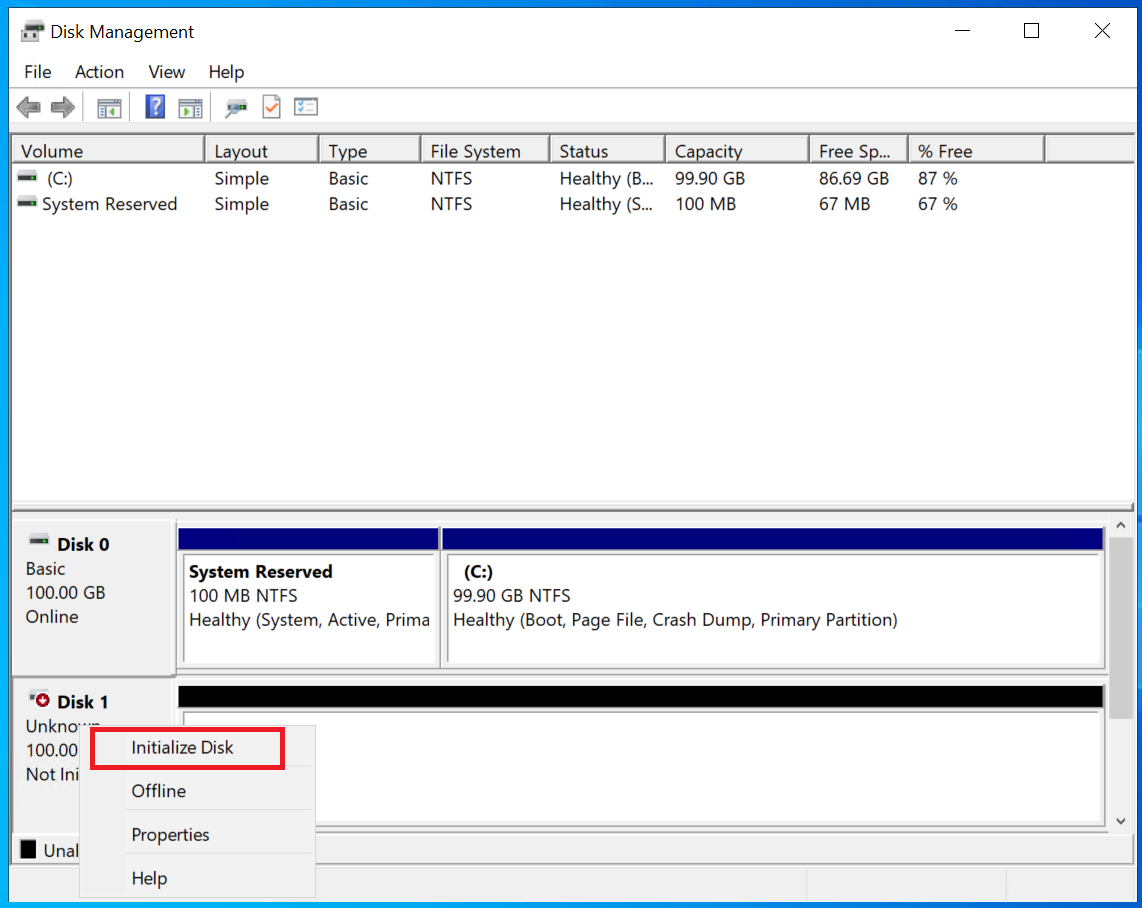 Disk Management
File Action View Help
Volume Layout Type File System Status Capacity Free Sp... % Free
(C:) Simple Basic NTFS Healthy (B... 99.90 GB 86.69 GB 87 %
System Reserved Simple Basic NTFS Healthy (S... 100 MB 67 MB 67 %
Disk 0
Basic
100.00 GB
Online
System Reserved
100 MB NTFS
Healthy (System, Active, Prima
(C:)
99.90 GB NTFS
Healthy (Boot, Page File, Crash Dump, Primary Partition)
Disk 1
Unknown
100.00
Not Ini
Initialize Disk
Offline
Properties
Help
Unal